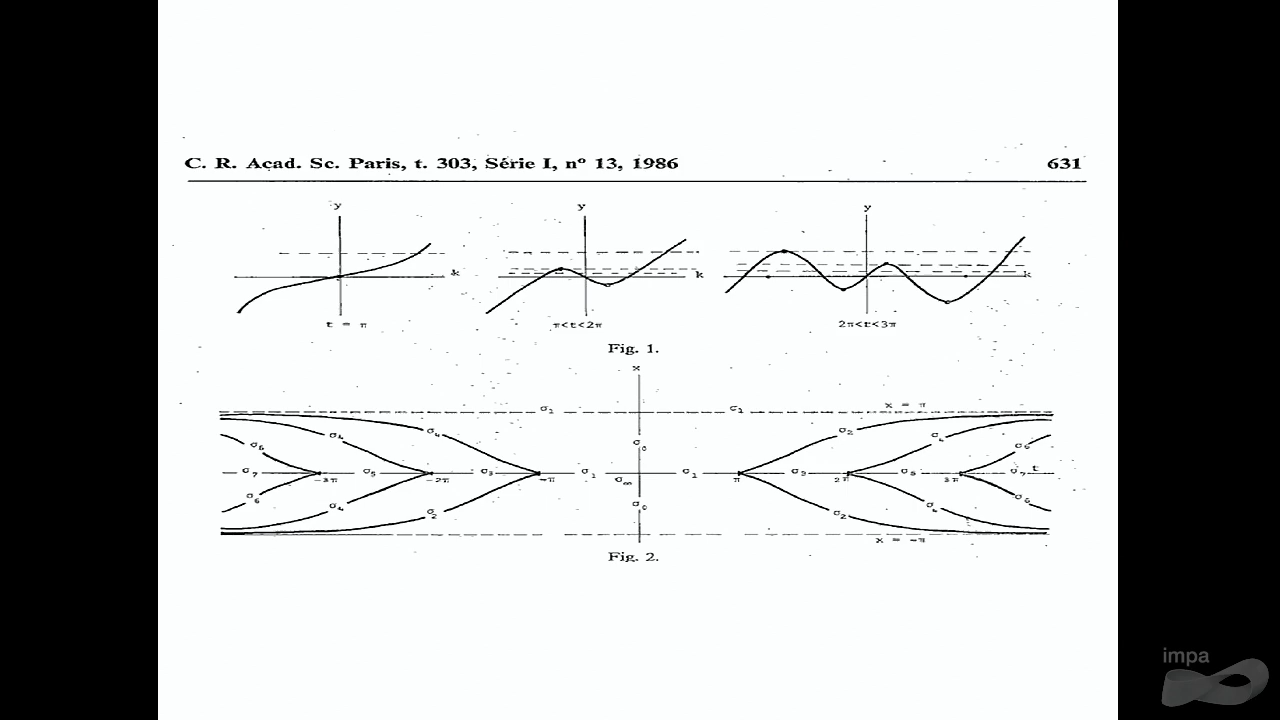 C. R. Açad. Sc. Paris, t. 303, Série I, nº 13, 1986 631
y y y
k k k
t = π π<t<2π 2π<t<3π
Fig. 1.
x
σ₁ σ₁ x = π
σ₆ σ₄ σ₄ σ₀ σ₂ σ₄ σ₆
σ₇ σ₅ σ₃ σ₁ σ₁ σ₃ σ₅ σ₇ t
-3π -2π -π σ∞ π 2π 3π
σ₆ σ₄ σ₂ σ₀ σ₂ σ₄ σ₆
x = -π
Fig. 2.
impa